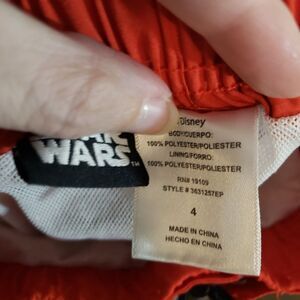 WARS
TM
Disney
BODY/CUERPO:
100% POLYESTER/POLIESTER
LINING/FORRO:
100% POLYESTER/POLIESTER
RN# 19109
STYLE # 3631257EP
4
MADE IN CHINA
HECHO EN CHINA